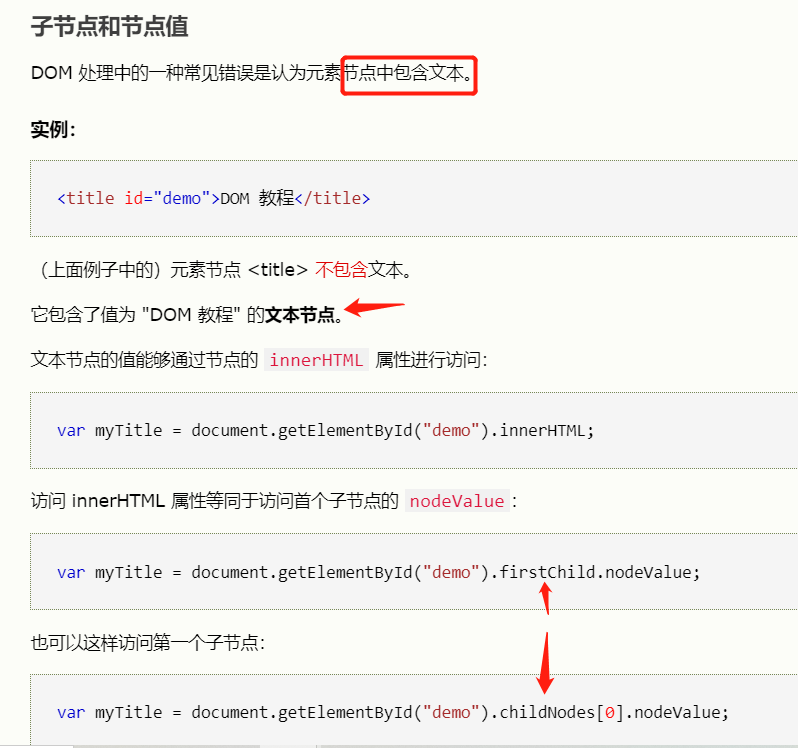 子节点和节点值
DOM 处理中的一种常见错误是认为元素节点中包含文本。
实例：
<title id="demo">DOM 教程</title>
（上面例子中的）元素节点 <title> 不包含文本。
它包含了值为 "DOM 教程" 的文本节点。
文本节点的值能够通过节点的 innerHTML 属性进行访问：
var myTitle = document.getElementById("demo").innerHTML;
访问 innerHTML 属性等同于访问首个子节点的 nodeValue：
var myTitle = document.getElementById("demo").firstChild.nodeValue;
也可以这样访问第一个子节点：
var myTitle = document.getElementById("demo").childNodes[0].nodeValue;